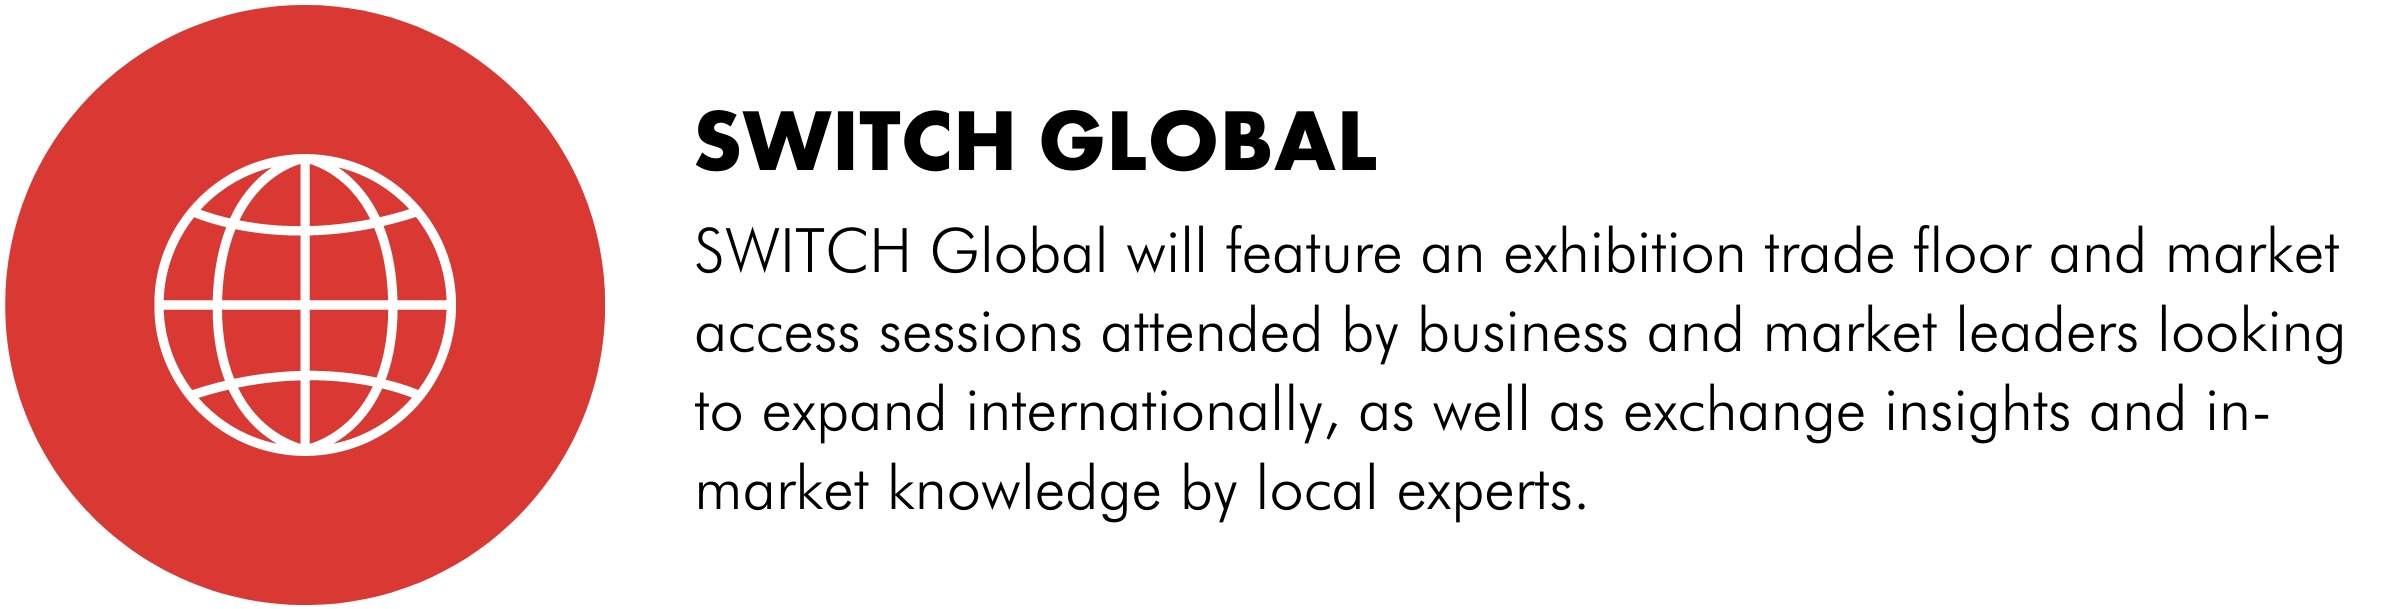 SWITCH GLOBAL
SWITCH Global will feature an exhibition trade floor and market
access sessions attended by business and market leaders looking
to expand internationally, as well as exchange insights and in-
market knowledge by local experts.